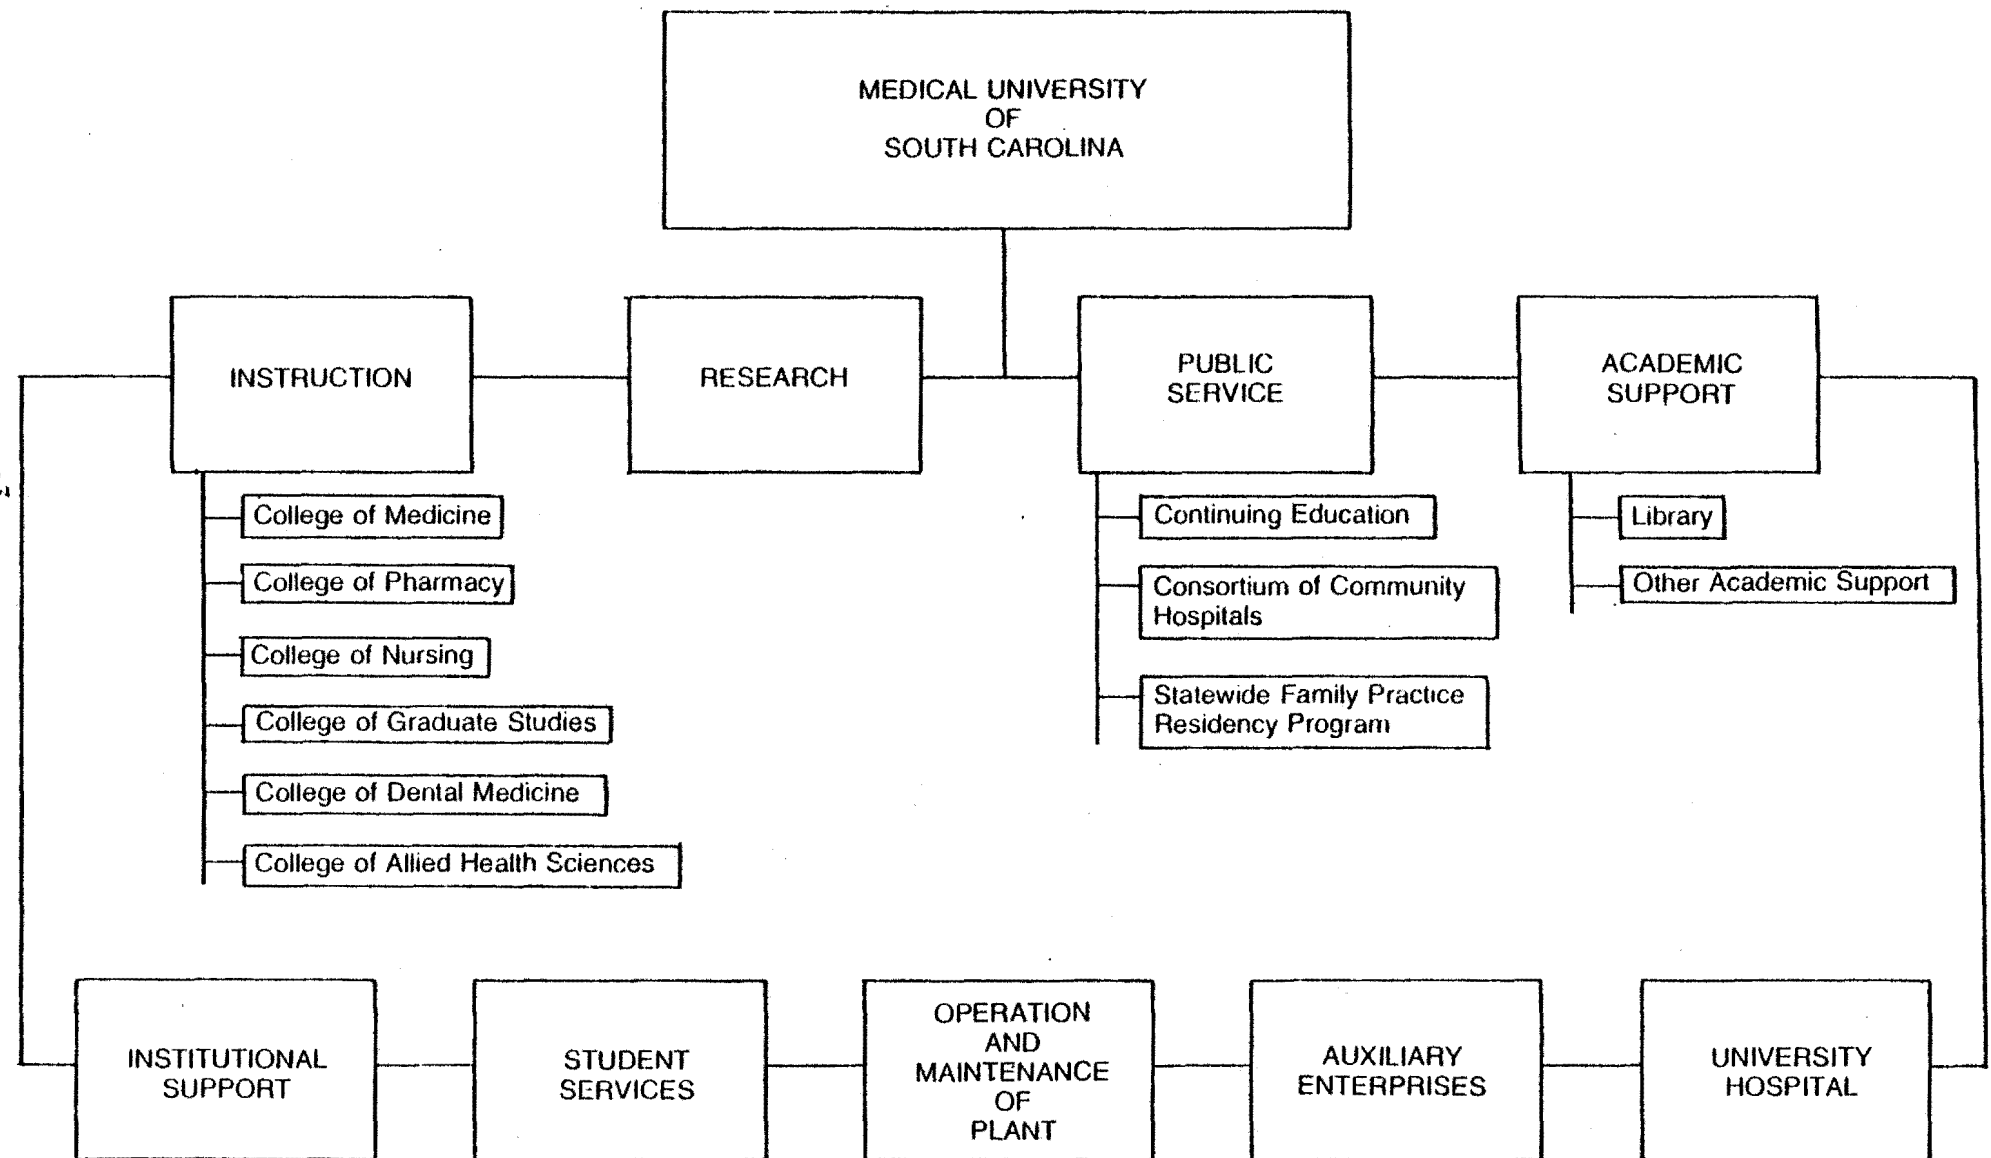 MEDICAL UNIVERSITY
OF
SOUTH CAROLINA
INSTRUCTION
RESEARCH
PUBLIC
SERVICE
ACADEMIC
SUPPORT
College of Medicine
College of Pharmacy
College of Nursing
College of Graduate Studies
College of Dental Medicine
College of Allied Health Sciences
Continuing Education
Consortium of Community
Hospitals
Statewide Family Practice
Residency Program
Library
Other Academic Support
INSTITUTIONAL
SUPPORT
STUDENT
SERVICES
OPERATION
AND
MAINTENANCE
OF
PLANT
AUXILIARY
ENTERPRISES
UNIVERSITY
HOSPITAL